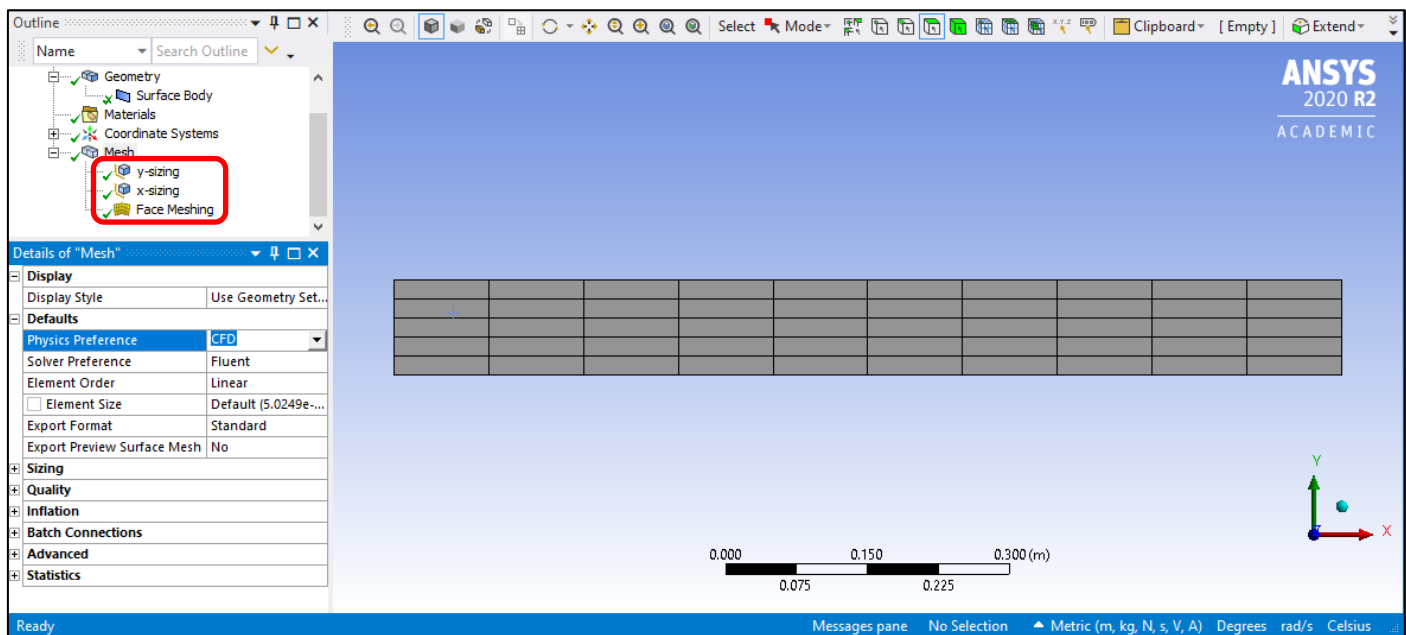 Outline
Select Mode Clipboard [ Empty ] Extend
Name Search Outline
Geometry
Surface Body
Materials
Coordinate Systems
Mesh
y-sizing
x-sizing
Face Meshing
Details of "Mesh"
Display
Display Style Use Geometry Set...
Defaults
Physics Preference CFD
Solver Preference Fluent
Element Order Linear
Element Size Default (5.0249e-...
Export Format Standard
Export Preview Surface Mesh No
Sizing
Quality
Inflation
Batch Connections
Advanced
Statistics
ANSYS
2020 R2
ACADEMIC
Y
X
0.000 0.150 0.300 (m)
0.075 0.225
Ready Messages pane No Selection Metric (m, kg, N, s, V, A) Degrees rad/s Celsius